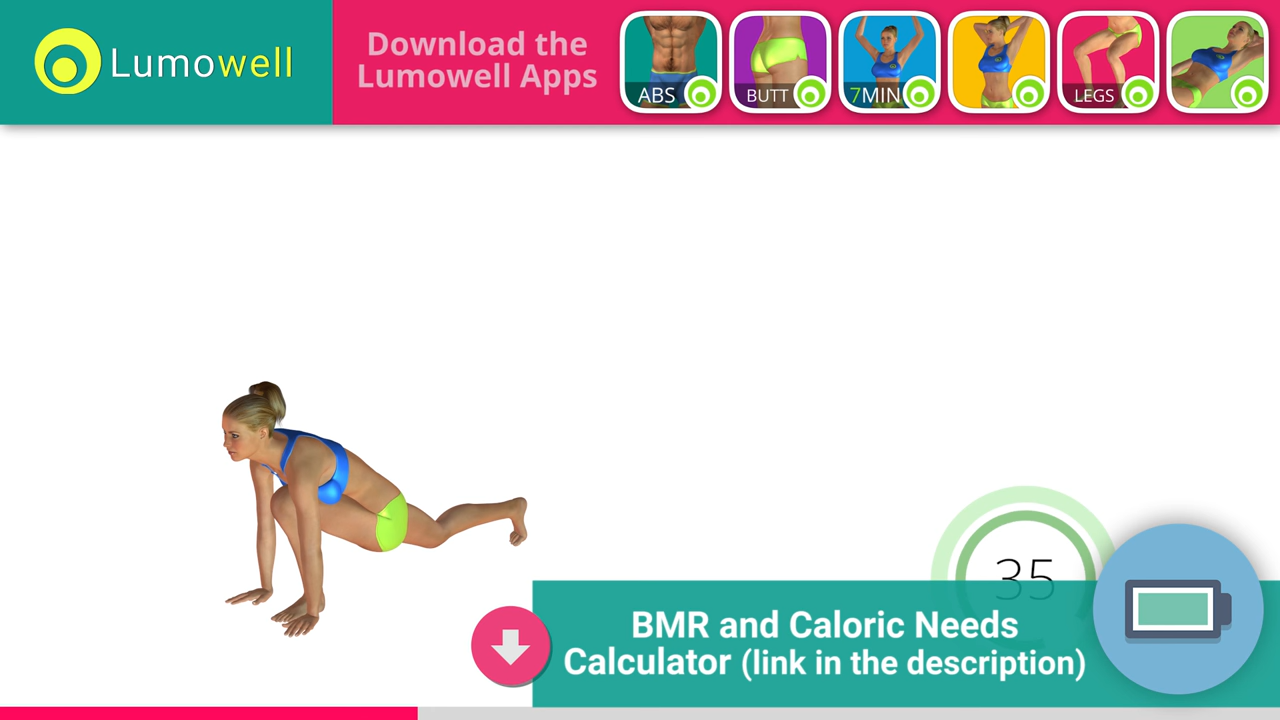 Lumowell
Download the
Lumowell Apps
ABS
BUTT
7MIN
LEGS
35
BMR and Caloric Needs
Calculator (link in the description)